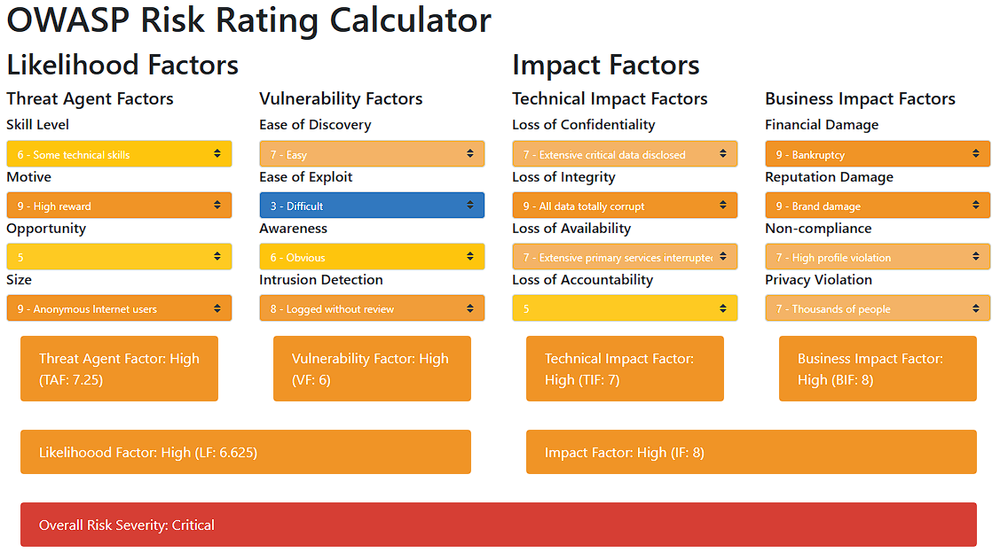 OWASP Risk Rating Calculator
Likelihood Factors
Threat Agent Factors
Skill Level
6 - Some technical skills
Motive
9 - High reward
Opportunity
5
Size
9 - Anonymous Internet users
Threat Agent Factor: High
(TAF: 7.25)
Vulnerability Factors
Ease of Discovery
7 - Easy
Ease of Exploit
3 - Difficult
Awareness
6 - Obvious
Intrusion Detection
8 - Logged without review
Vulnerability Factor: High
(VF: 6)
Likelihoood Factor: High (LF: 6.625)
Impact Factors
Technical Impact Factors
Loss of Confidentiality
7 - Extensive critical data disclosed
Loss of Integrity
9 - All data totally corrupt
Loss of Availability
7 - Extensive primary services interrupted
Loss of Accountability
5
Technical Impact Factor:
High (TIF: 7)
Business Impact Factors
Financial Damage
9 - Bankruptcy
Reputation Damage
9 - Brand damage
Non-compliance
7 - High profile violation
Privacy Violation
7 - Thousands of people
Business Impact Factor:
High (BIF: 8)
Impact Factor: High (IF: 8)
Overall Risk Severity: Critical